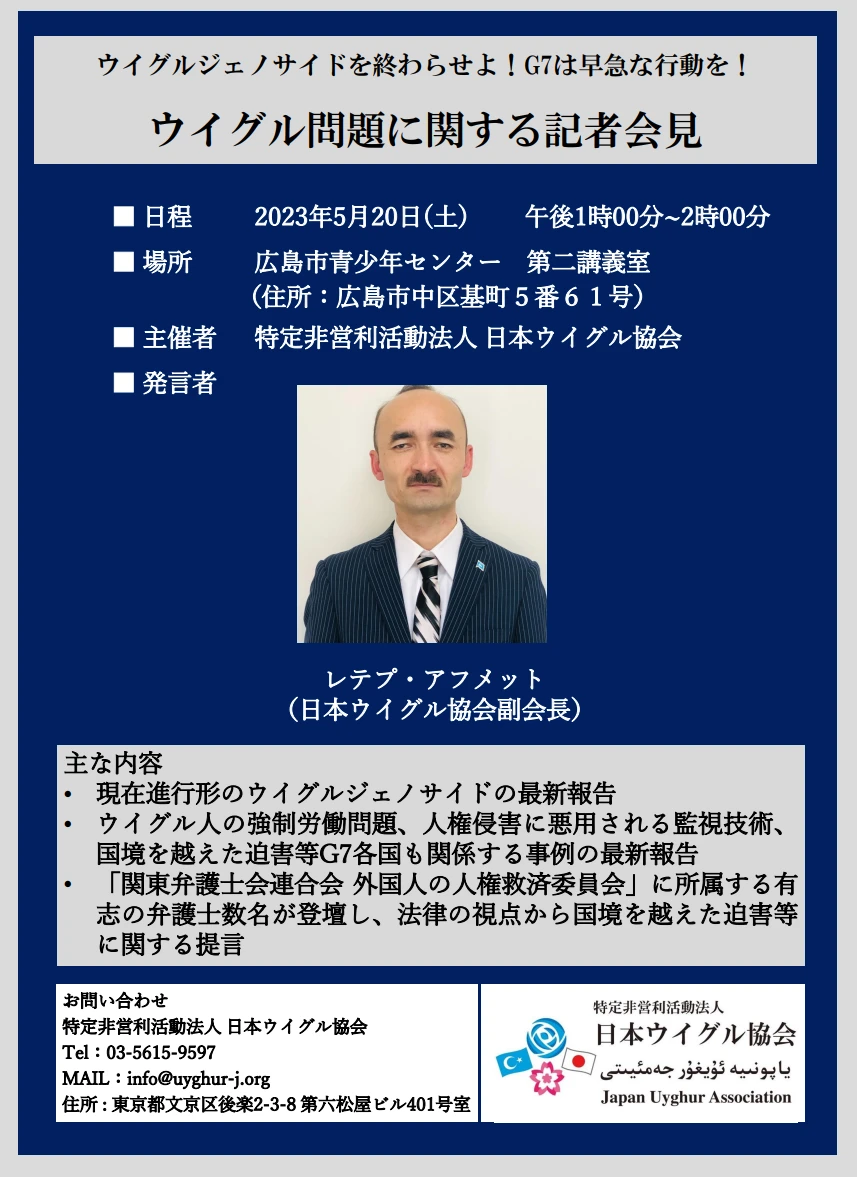 ウイグルジェノサイドを終わらせよ！G7は早急な行動を！
ウイグル問題に関する記者会見
■ 日程 2023年5月20日(土) 午後1時00分~2時00分
■ 場所 広島市青少年センター 第二講義室
(住所：広島市中区基町５番６１号)
■ 主催者 特定非営利活動法人 日本ウイグル協会
■ 発言者
レテプ・アフメット
(日本ウイグル協会副会長)
主な内容
• 現在進行形のウイグルジェノサイドの最新報告
• ウイグル人の強制労働問題、人権侵害に悪用される監視技術、
国境を越えた迫害等G7各国も関係する事例の最新報告
• 「関東弁護士会連合会 外国人の人権救済委員会」に所属する有
志の弁護士数名が登壇し、法律の視点から国境を越えた迫害等
に関する提言
お問い合わせ
特定非営利活動法人 日本ウイグル協会
Tel：03-5615-9597
MAIL：info@uyghur-j.org
住所 : 東京都文京区後楽2-3-8 第六松屋ビル401号室
特定非営利活動法人
日本ウイグル協会
ياپونىيە ئۇيغۇر جەمئىيىتى
Japan Uyghur Association